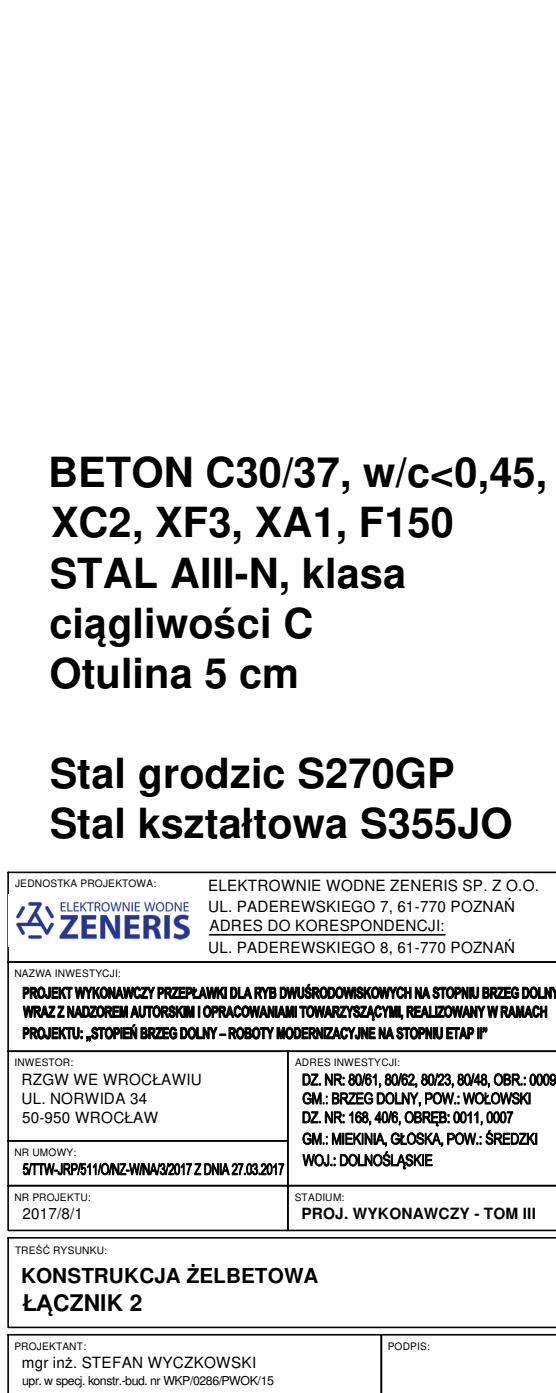 BETON C30/37, w/c<0,45,
XC2, XF3, XA1, F150
STAL AIII-N, klasa
ciągliwości C
Otulina 5 cm
Stal grodzic S270GP
Stal kształtowa S355JO
JEDNOSTKA PROJEKTOWA:
ELEKTROWNIE WODNE
ZENERIS
ELEKTROWNIE WODNE ZENERIS SP. Z O.O.
UL. PADEREWSKIEGO 7, 61-770 POZNAŃ
ADRES DO KORESPONDENCJI:
UL. PADEREWSKIEGO 8, 61-770 POZNAŃ
NAZWA INWESTYCJI:
PROJEKT WYKONAWCZY PRZEPŁAWKI DLA RYB DWUŚRODOWISKOWYCH NA STOPNIU BRZEG DOLNY
WRAZ Z NADZOREM AUTORSKIM I OPRACOWANIAMI TOWARZYSZĄCYMI, REALIZOWANY W RAMACH
PROJEKTU: „STOPIEŃ BRZEG DOLNY – ROBOTY MODERNIZACYJNE NA STOPNIU ETAP II"
INWESTOR:
RZGW WE WROCŁAWIU
UL. NORWIDA 34
50-950 WROCŁAW
ADRES INWESTYCJI:
DZ. NR: 80/61, 80/62, 80/23, 80/48, OBR.: 0009
GM.: BRZEG DOLNY, POW.: WOŁOWSKI
DZ. NR: 168, 40/6, OBRĘB: 0011, 0007
GM.: MIEKINIA, GŁOSKA, POW.: ŚREDZKI
WOJ.: DOLNOŚLĄSKIE
NR UMOWY:
5/TTW-JRP/511/O/NZ-W/NA/3/2017 Z DNIA 27.03.2017
NR PROJEKTU:
2017/8/1
STADIUM:
PROJ. WYKONAWCZY - TOM III
TREŚĆ RYSUNKU:
KONSTRUKCJA ŻELBETOWA
ŁĄCZNIK 2
PROJEKTANT:
mgr inż. STEFAN WYCZKOWSKI
upr. w specj. konstr.-bud. nr WKP/0286/PWOK/15
PODPIS: